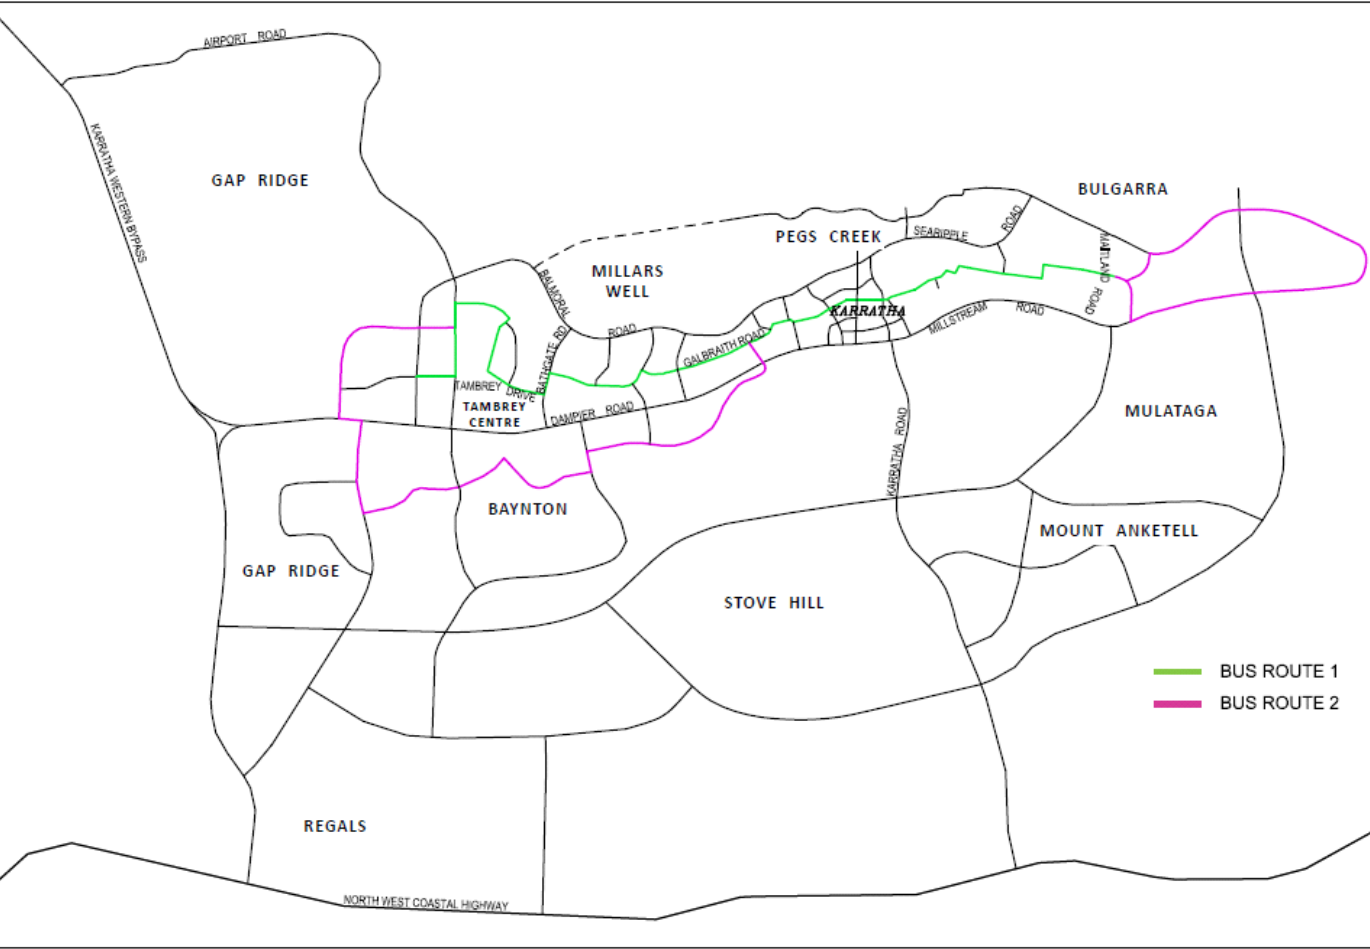 AIRPORT ROAD
KARRATHA WESTERN BYPASS
GAP RIDGE
BULGARRA
PEGS CREEK
SEARIPPLE
ROAD
MAITLAND ROAD
MILLARS
WELL
BALMORAL
ROAD
KARRATHA
MILLSTREAM
ROAD
GALBRAITH ROAD
BATHGATE RD
TAMBREY DRIVE
TAMBREY
CENTRE
DAMPIER ROAD
MULATAGA
KARRATHA ROAD
BAYNTON
MOUNT ANKETELL
GAP RIDGE
STOVE HILL
BUS ROUTE 1
BUS ROUTE 2
REGALS
NORTH WEST COASTAL HIGHWAY